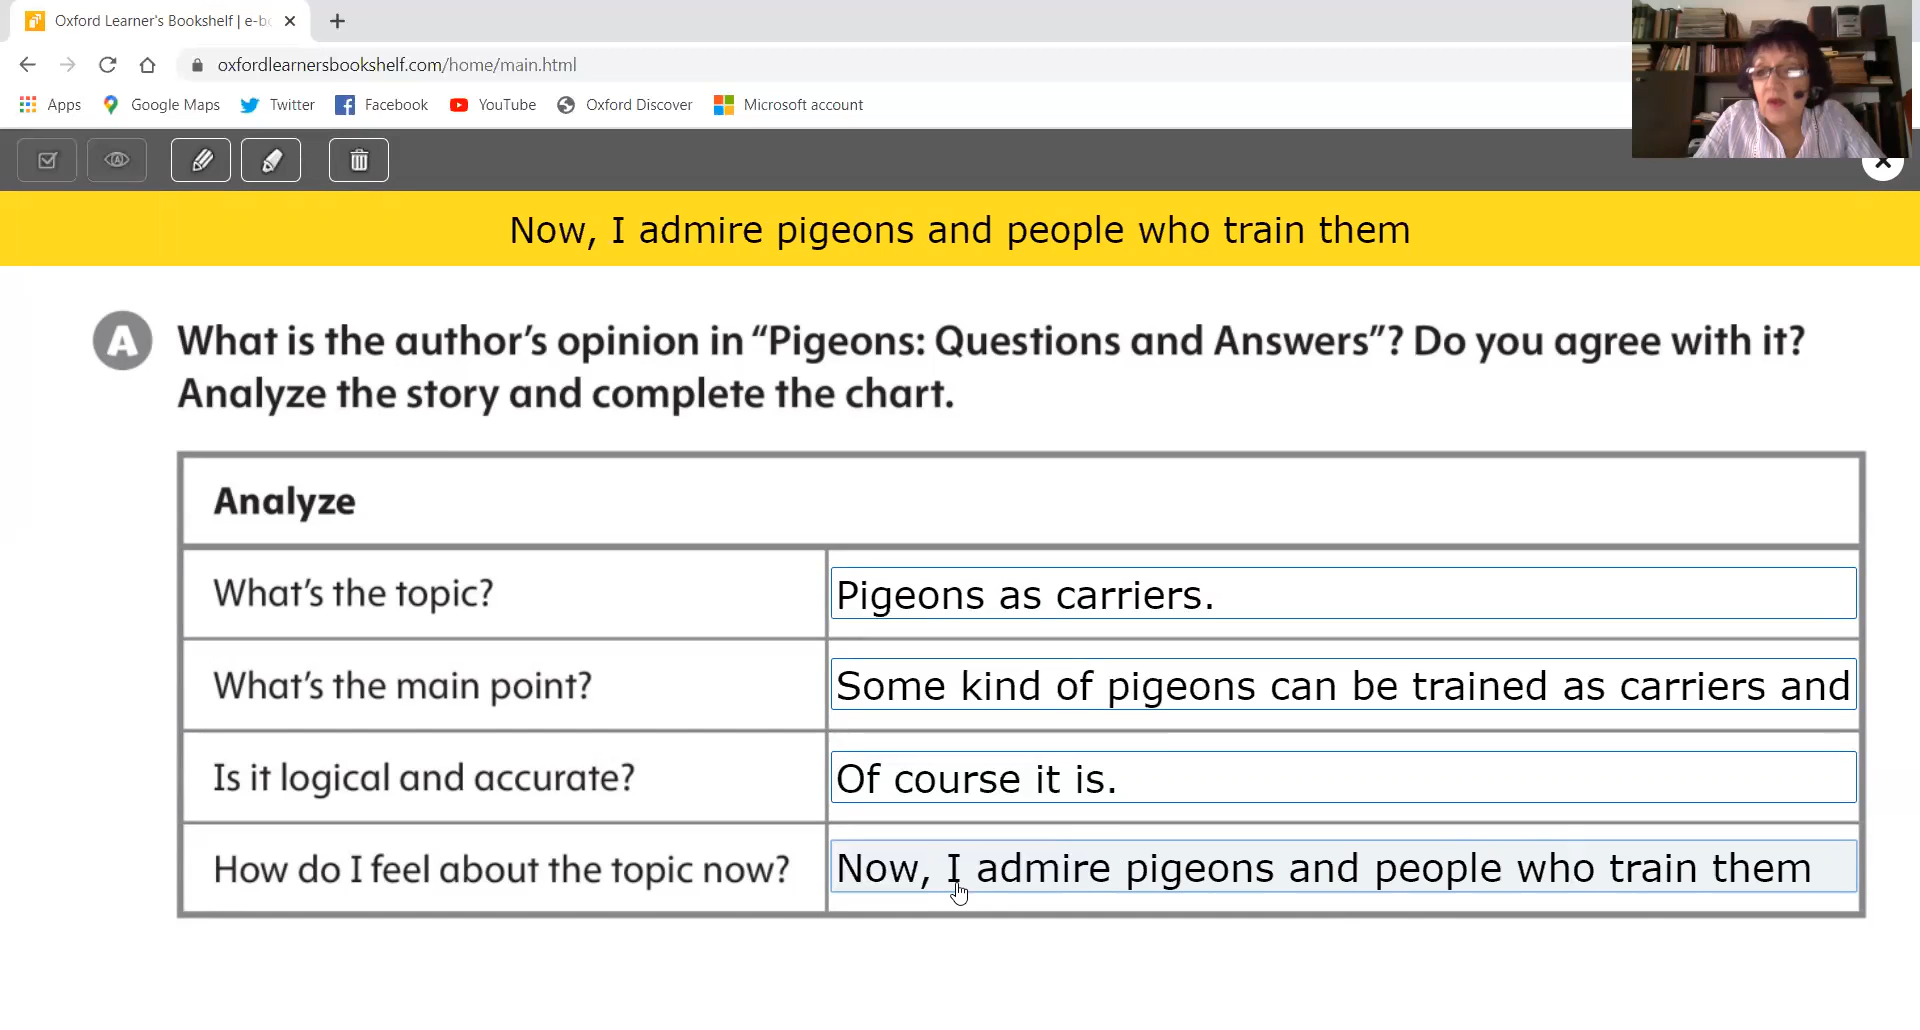 Oxford Learner's Bookshelf | e-b
oxfordlearnersbookshelf.com/home/main.html
Apps
Google Maps
Twitter
Facebook
YouTube
Oxford Discover
Microsoft account
Now, I admire pigeons and people who train them
A What is the author's opinion in “Pigeons: Questions and Answers”? Do you agree with it?
Analyze the story and complete the chart.
Analyze
What's the topic? Pigeons as carriers.
What's the main point? Some kind of pigeons can be trained as carriers and
Is it logical and accurate? Of course it is.
How do I feel about the topic now? Now, I admire pigeons and people who train them